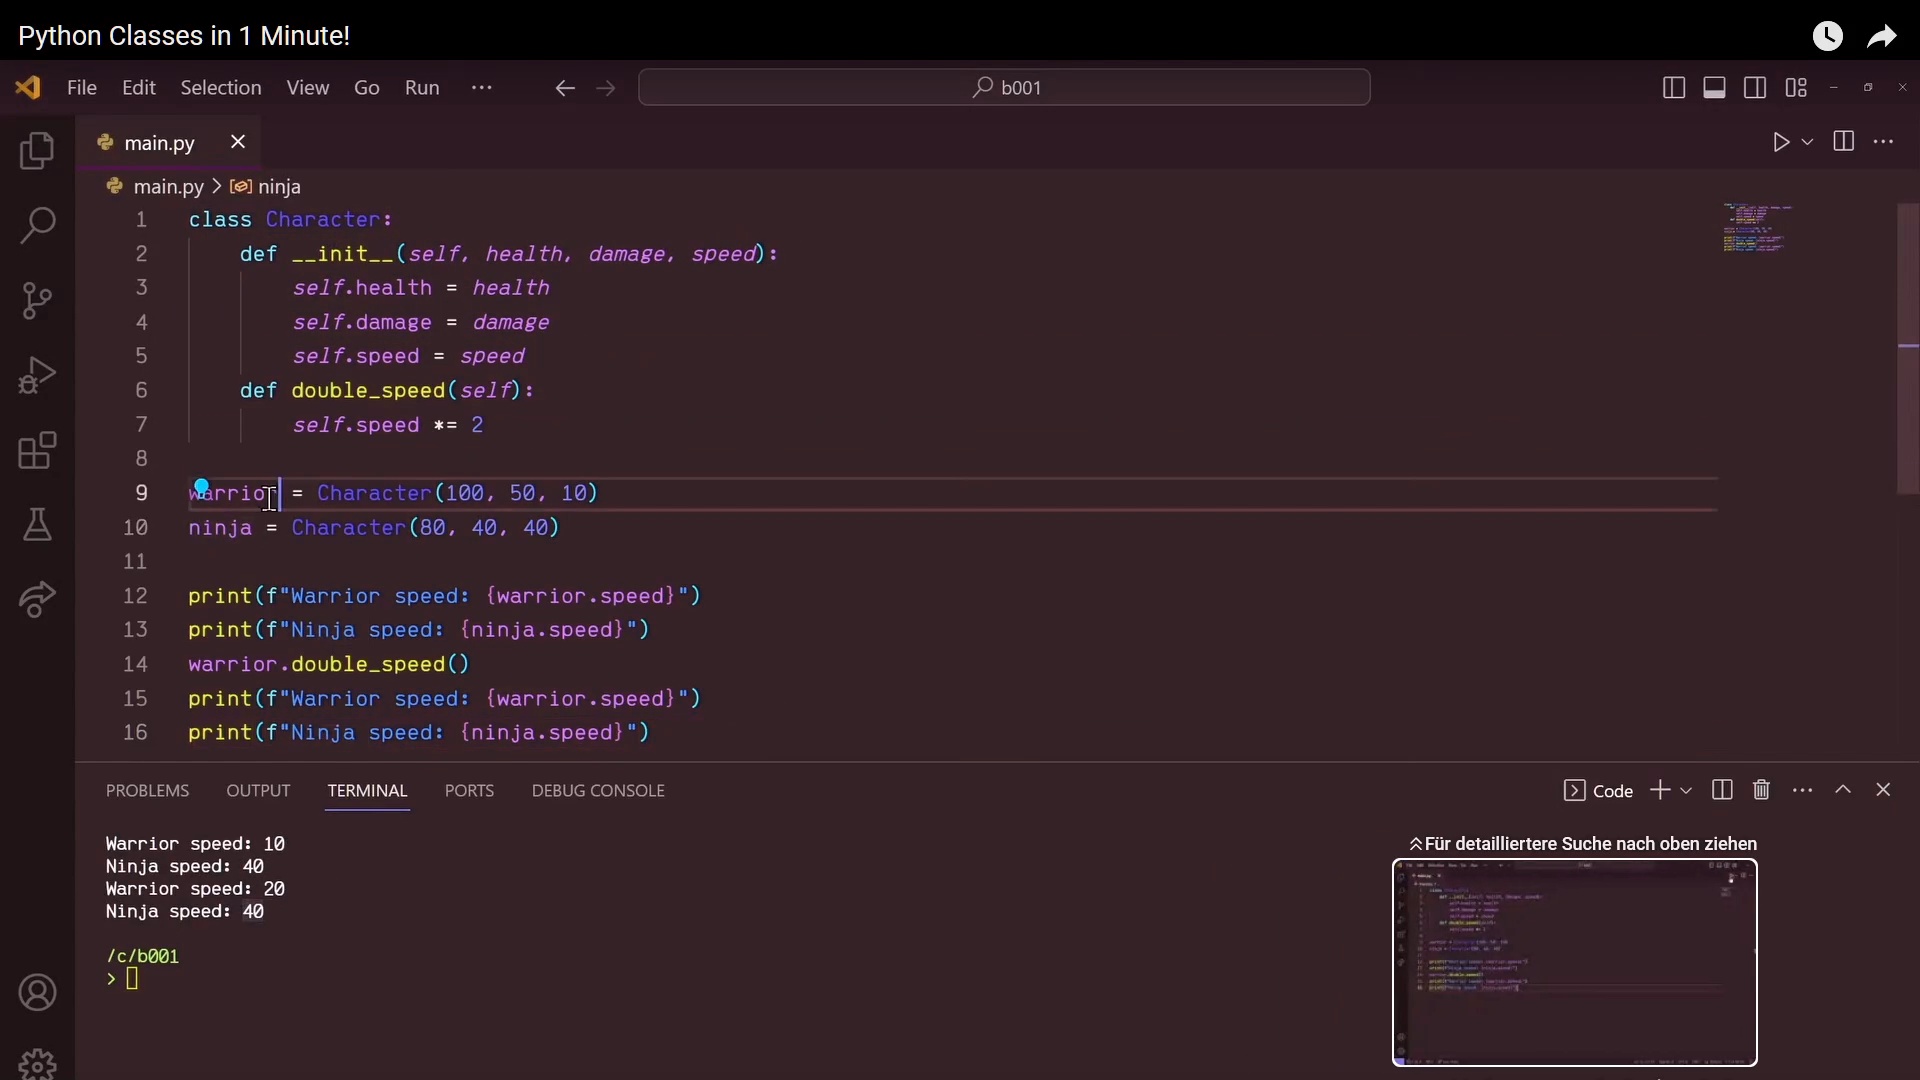 Python Classes in 1 Minute!
File Edit Selection View Go Run ··· b001
main.py
main.py > ninja
1 class Character:
2     def __init__(self, health, damage, speed):
3         self.health = health
4         self.damage = damage
5         self.speed = speed
6     def double_speed(self):
7         self.speed *= 2
8
9 warrior = Character(100, 50, 10)
10 ninja = Character(80, 40, 40)
11
12 print(f"Warrior speed: {warrior.speed}")
13 print(f"Ninja speed: {ninja.speed}")
14 warrior.double_speed()
15 print(f"Warrior speed: {warrior.speed}")
16 print(f"Ninja speed: {ninja.speed}")
PROBLEMS OUTPUT TERMINAL PORTS DEBUG CONSOLE Code
Warrior speed: 10
Ninja speed: 40
Warrior speed: 20
Ninja speed: 40
/c/b001
>
Für detailliertere Suche nach oben ziehen